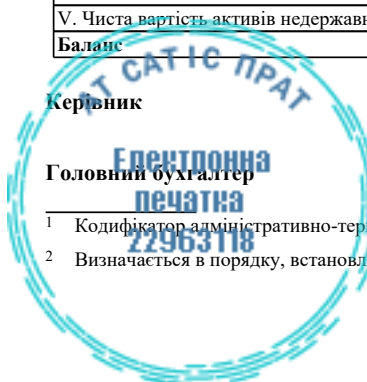 V. Чиста вартість активів недержавн
Баланс
АТ САТІС ПРАТ
Керівник
Електронна
Головний бухгалтер
печатка
22963118
1 Кодифікатор адміністративно-тер
2 Визначається в порядку, встановл